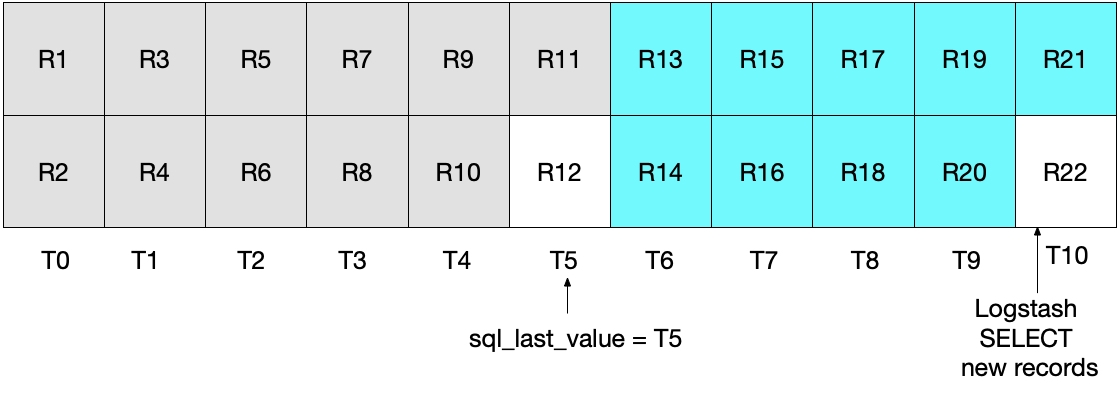 R1 R3 R5 R7 R9 R11 R13 R15 R17 R19 R21
R2 R4 R6 R8 R10 R12 R14 R16 R18 R20 R22
T0 T1 T2 T3 T4 T5 T6 T7 T8 T9 T10
sql_last_value = T5
Logstash
SELECT
new records